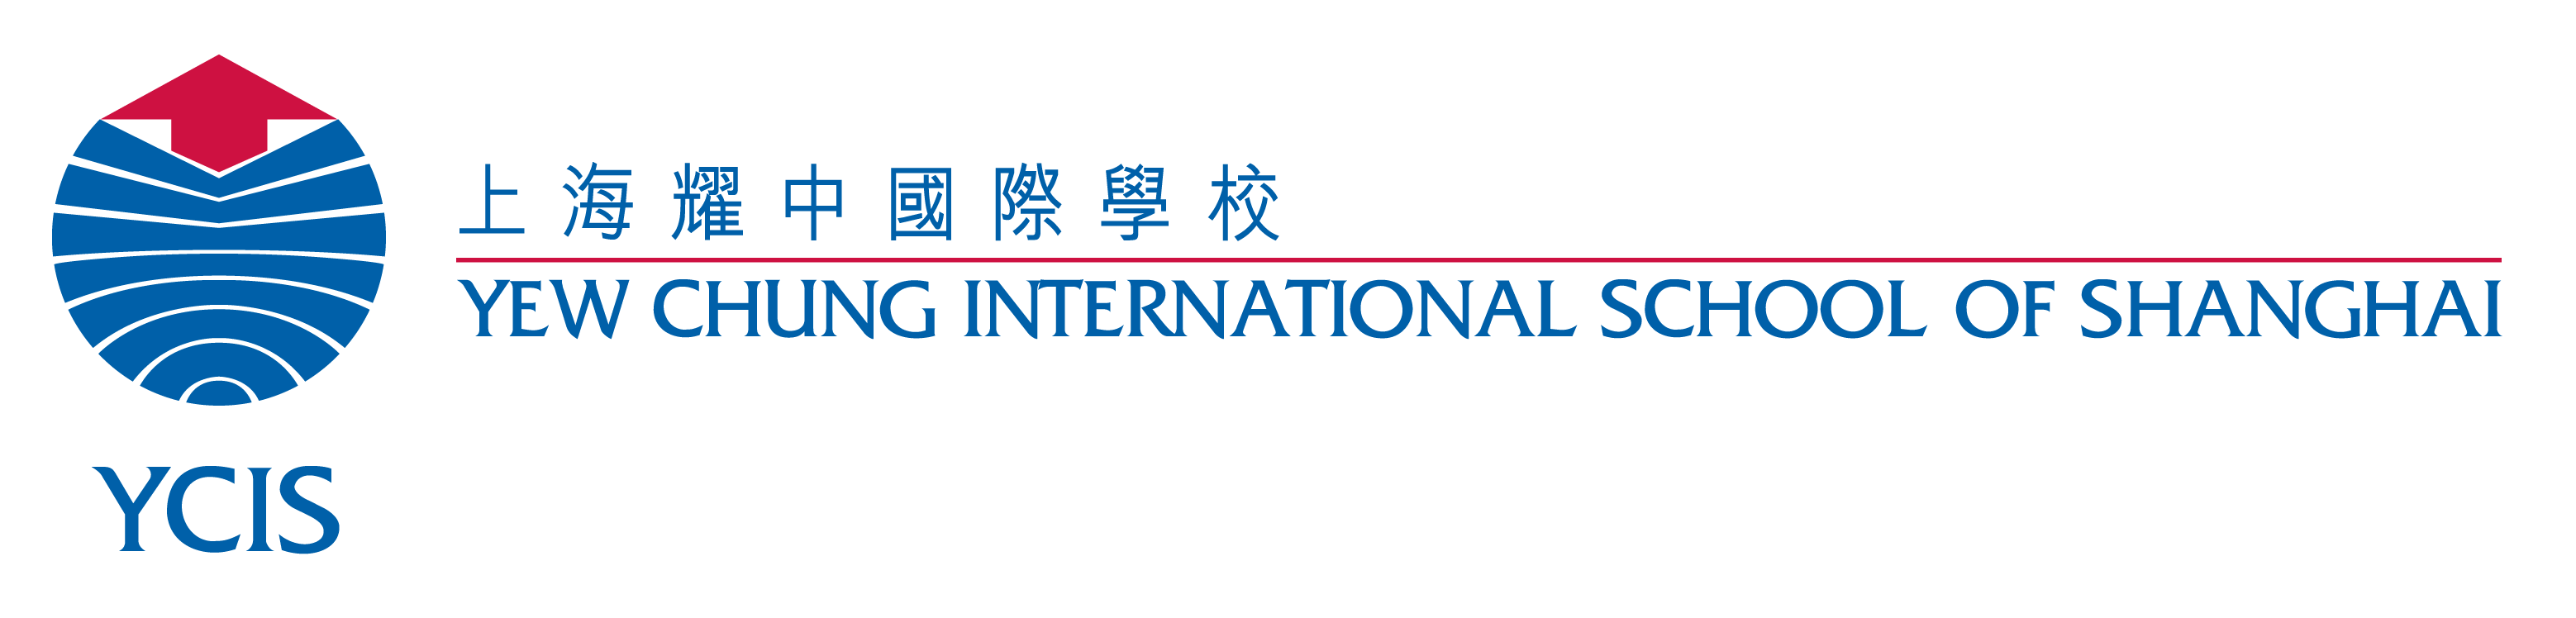 上海耀中國際學校
YEW CHUNG INTERNATIONAL SCHOOL OF SHANGHAI
YCIS